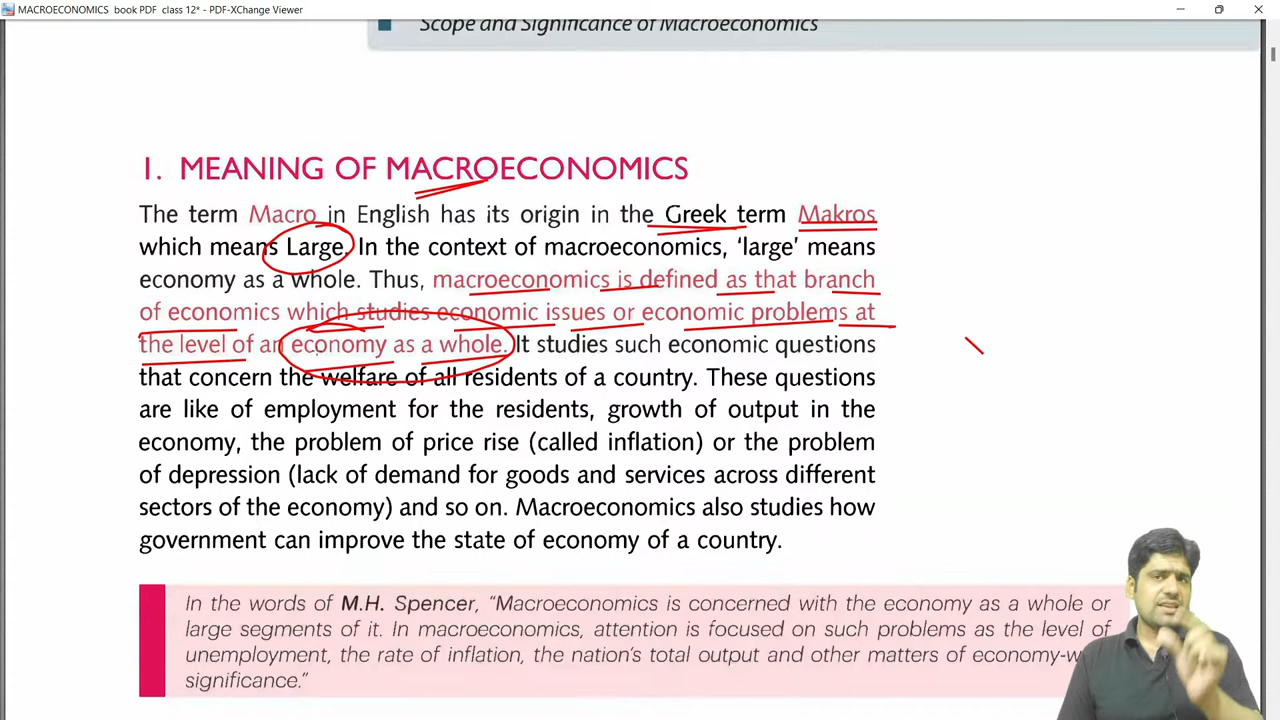 MACROECONOMICS book PDF class 12* - PDF-XChange Viewer
Scope and Significance of Macroeconomics
1. MEANING OF MACROECONOMICS
The term Macro in English has its origin in the Greek term Makros
which means Large. In the context of macroeconomics, ‘large’ means
economy as a whole. Thus, macroeconomics is defined as that branch
of economics which studies economic issues or economic problems at
the level of an economy as a whole. It studies such economic questions
that concern the welfare of all residents of a country. These questions
are like of employment for the residents, growth of output in the
economy, the problem of price rise (called inflation) or the problem
of depression (lack of demand for goods and services across different
sectors of the economy) and so on. Macroeconomics also studies how
government can improve the state of economy of a country.
In the words of M.H. Spencer, “Macroeconomics is concerned with the economy as a whole or
large segments of it. In macroeconomics, attention is focused on such problems as the level of
unemployment, the rate of inflation, the nation’s total output and other matters of economy-w
significance.”